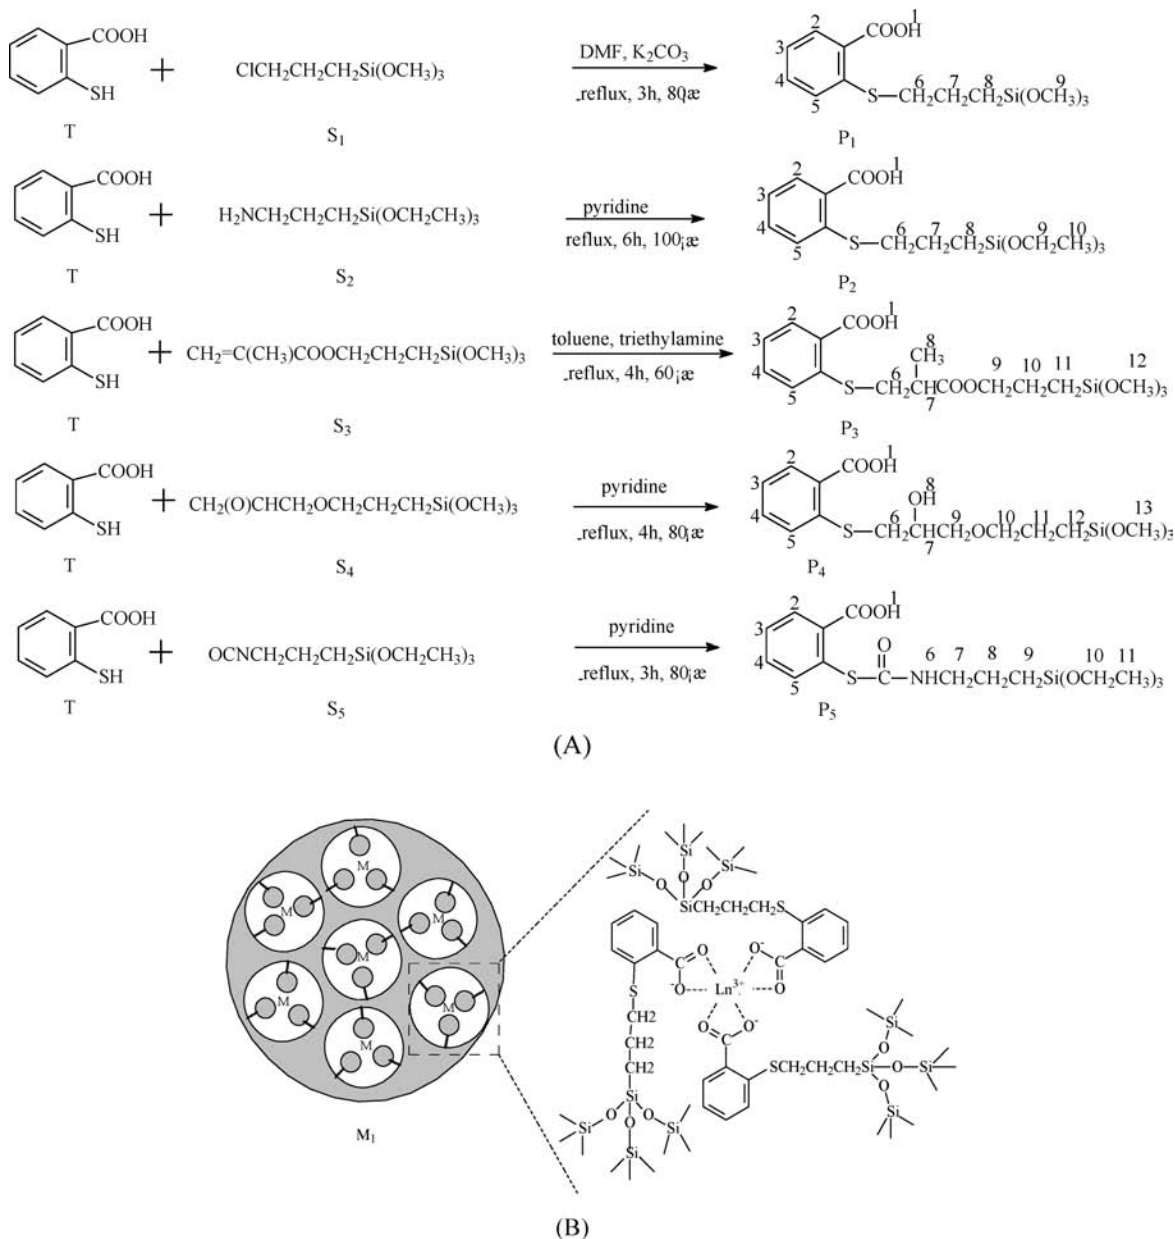 COOH
SH
T
+
ClCH₂CH₂CH₂Si(OCH₃)₃
S₁
DMF, K₂CO₃
reflux, 3h, 80¡æ
1
2
3
4
5
COOH
S—CH₂CH₂CH₂Si(OCH₃)₃
6 7 8 9
P₁
COOH
SH
T
+
H₂NCH₂CH₂CH₂Si(OCH₂CH₃)₃
S₂
pyridine
reflux, 6h, 100¡æ
1
2
3
4
5
COOH
S—CH₂CH₂CH₂Si(OCH₂CH₃)₃
6 7 8 9 10
P₂
COOH
SH
T
+
CH₂=C(CH₃)COOCH₂CH₂CH₂Si(OCH₃)₃
S₃
toluene, triethylamine
reflux, 4h, 60¡æ
1
2
3
4
5
COOH
8
CH₃
S—CH₂CHCOOCH₂CH₂CH₂Si(OCH₃)₃
6 7 9 10 11 12
P₃
COOH
SH
T
+
CH₂(O)CHCH₂OCH₂CH₂CH₂Si(OCH₃)₃
S₄
pyridine
reflux, 4h, 80¡æ
1
2
3
4
5
COOH
8
OH
S—CH₂CHCH₂OCH₂CH₂CH₂Si(OCH₃)₃
6 7 9 10 11 12 13
P₄
COOH
SH
T
+
OCNCH₂CH₂CH₂Si(OCH₂CH₃)₃
S₅
pyridine
reflux, 3h, 80¡æ
1
2
3
4
5
COOH
O
S—C—NHCH₂CH₂CH₂Si(OCH₂CH₃)₃
6 7 8 9 10 11
P₅
(A)
M
M
M
M
M
M
M
M₁
Si
Si
Si
O
O
O
SiCH₂CH₂CH₂S
C
O
O⁻
O⁻
C
O
Ln³⁺
S
CH2
CH2
CH2
Si
O
O
O
Si
Si
Si
O
O⁻
C
SCH₂CH₂CH₂Si—O—Si
O
Si
O
Si
(B)